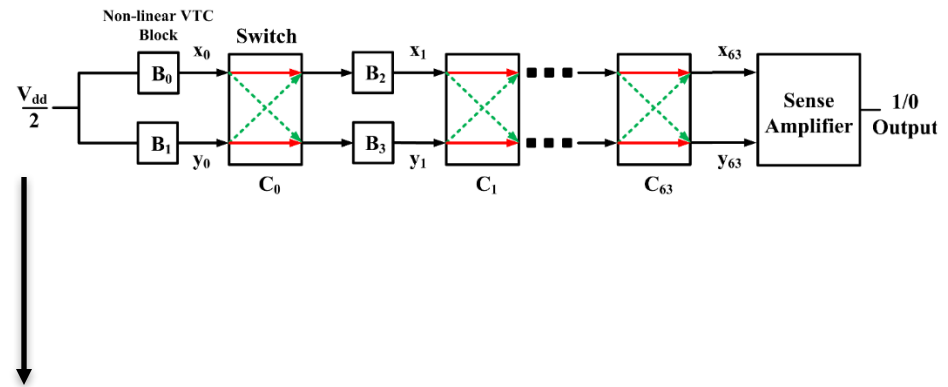 Non-linear VTC
Block
Switch
x₀
x₁
x₆₃
B₀
B₂
V_dd
2
Sense
Amplifier
1/0
Output
B₁
B₃
y₀
y₁
y₆₃
C₀
C₁
C₆₃